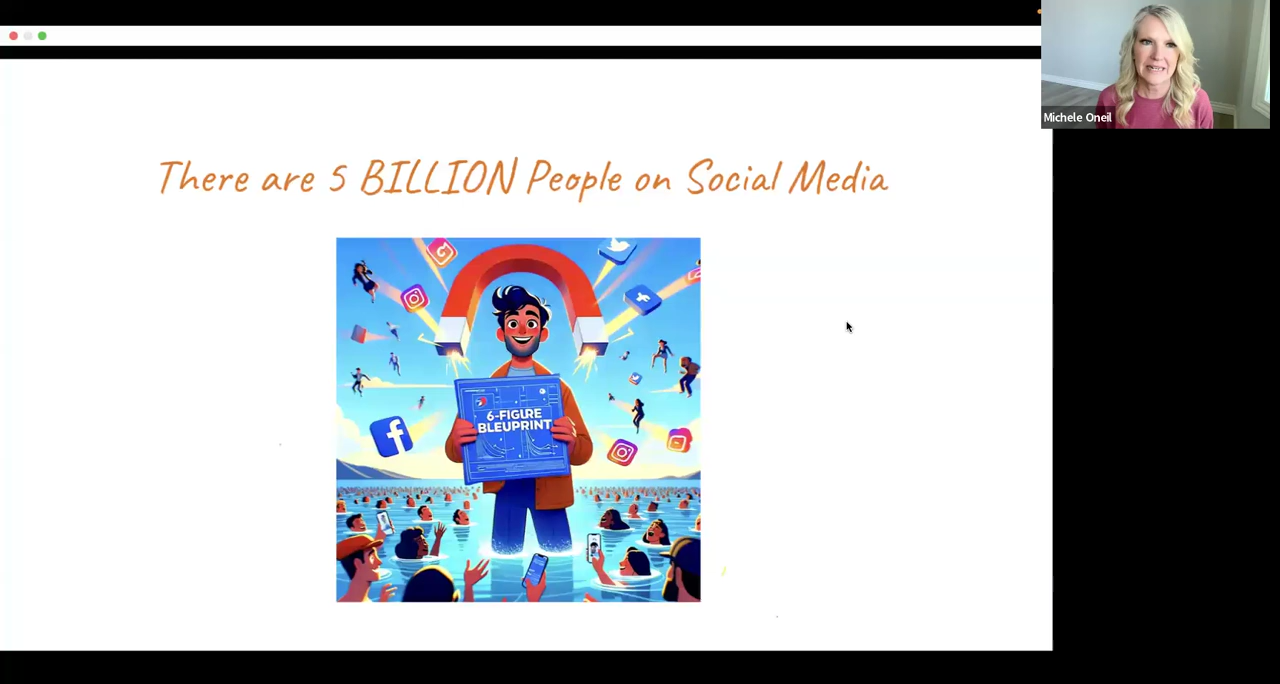 There are 5 BILLION People on Social Media
6-FIGURE
BLEUPRINT
Michele Oneil